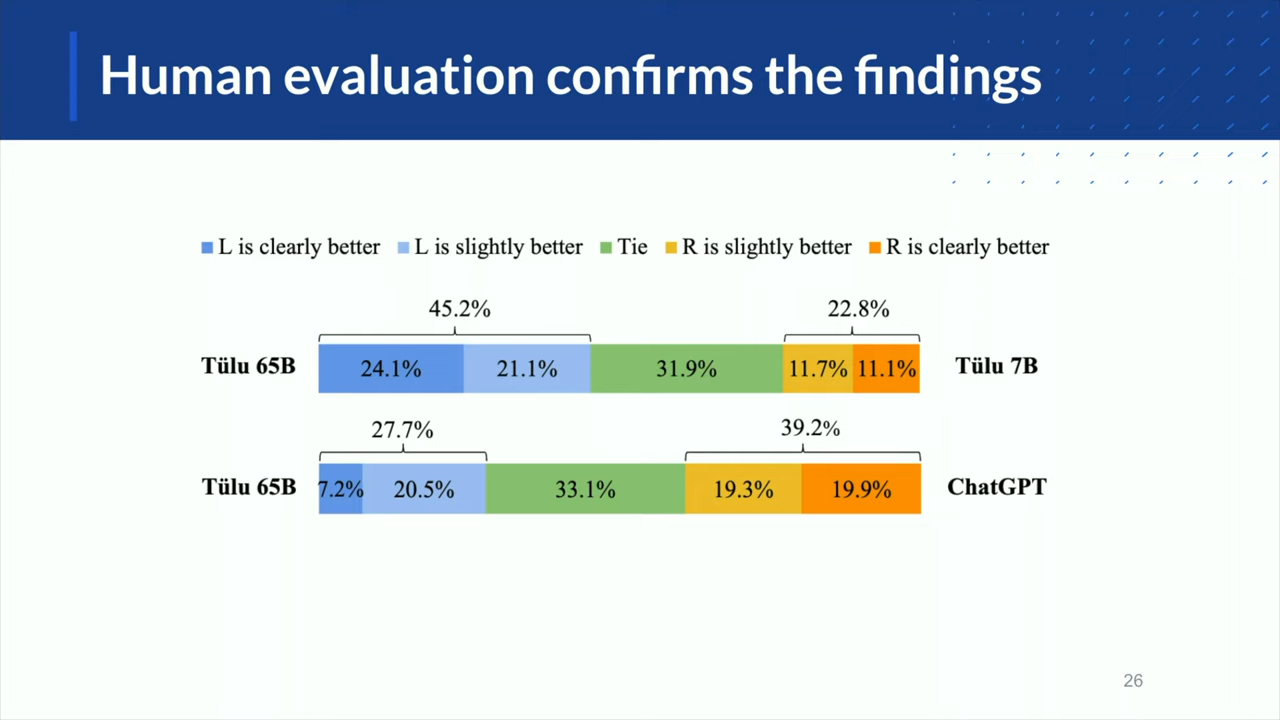 Human evaluation confirms the findings
L is clearly better L is slightly better Tie R is slightly better R is clearly better
45.2% 22.8%
Tülu 65B 24.1% 21.1% 31.9% 11.7% 11.1% Tülu 7B
27.7% 39.2%
Tülu 65B 7.2% 20.5% 33.1% 19.3% 19.9% ChatGPT
26